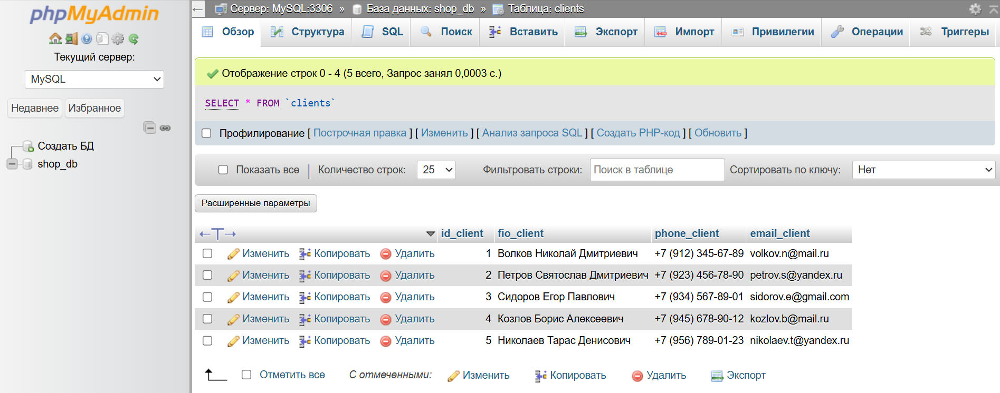 phpMyAdmin
Текущий сервер:
MySQL
Недавнее Избранное
Создать БД
shop_db
Сервер: MySQL:3306 » База данных: shop_db » Таблица: clients
Обзор Структура SQL Поиск Вставить Экспорт Импорт Привилегии Операции Триггеры
Отображение строк 0 - 4 (5 всего, Запрос занял 0,0003 с.)
SELECT * FROM `clients`
Профилирование [ Построчная правка ] [ Изменить ] [ Анализ запроса SQL ] [ Создать PHP-код ] [ Обновить ]
Показать все Количество строк: 25 Фильтровать строки: Поиск в таблице Сортировать по ключу: Нет
Расширенные параметры
←T→ id_client fio_client phone_client email_client
Изменить Копировать Удалить 1 Волков Николай Дмитриевич +7 (912) 345-67-89 volkov.n@mail.ru
Изменить Копировать Удалить 2 Петров Святослав Дмитриевич +7 (923) 456-78-90 petrov.s@yandex.ru
Изменить Копировать Удалить 3 Сидоров Егор Павлович +7 (934) 567-89-01 sidorov.e@gmail.com
Изменить Копировать Удалить 4 Козлов Борис Алексеевич +7 (945) 678-90-12 kozlov.b@mail.ru
Изменить Копировать Удалить 5 Николаев Тарас Денисович +7 (956) 789-01-23 nikolaev.t@yandex.ru
Отметить все С отмеченными: Изменить Копировать Удалить Экспорт